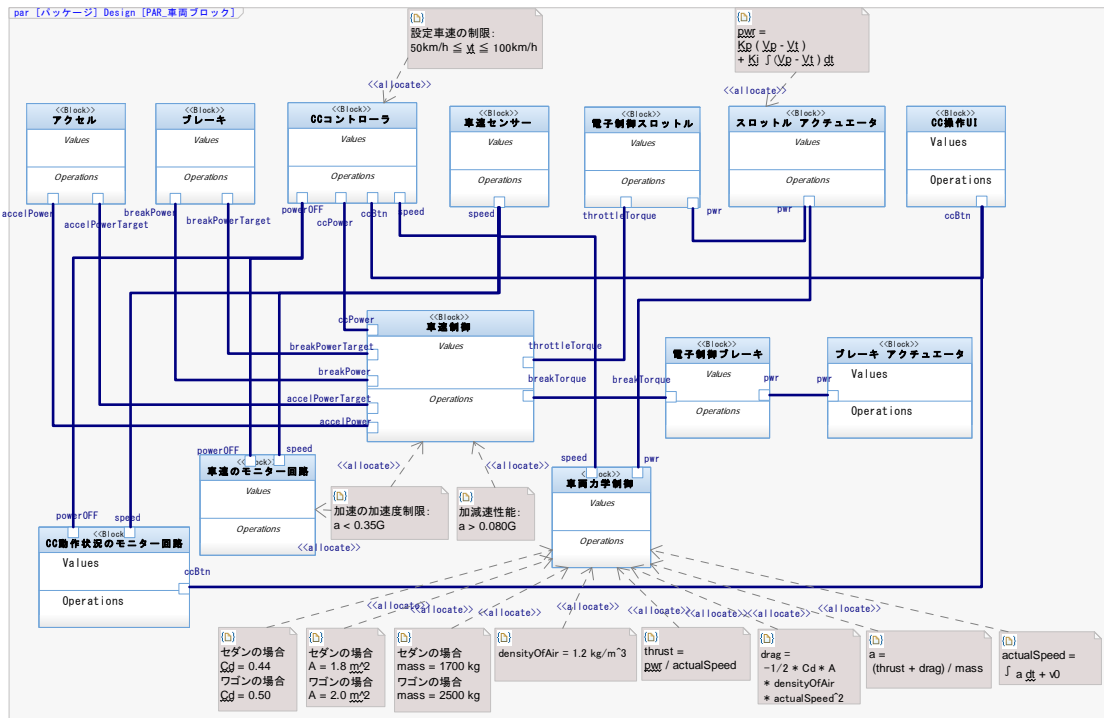 par [パッケージ] Design [PAR_車両ブロック]
設定車速の制限:
50km/h ≦ vt ≦ 100km/h
pwr =
Kp ( Vp - Vt )
+ Ki ∫(Vp - Vt ) dt
<<allocate>>
<<allocate>>
<<Block>>
アクセル
Values
Operations
<<Block>>
ブレーキ
Values
Operations
<<Block>>
CCコントローラ
Values
Operations
<<Block>>
車速センサー
Values
Operations
<<Block>>
電子制御スロットル
Values
Operations
<<Block>>
スロットル アクチュエータ
Values
Operations
<<Block>>
CC操作UI
Values
Operations
accelPower
accelPowerTarget
breakPower
breakPowerTarget
powerOFF
ccPower
ccBtn
speed
speed
throttleTorque
pwr
pwr
ccBtn
<<Block>>
車速制御
Values
Operations
ccPower
breakPowerTarget
breakPower
accelPowerTarget
accelPower
throttleTorque
breakTorque
<<Block>>
電子制御ブレーキ
Values
Operations
breakTorque
pwr
<<Block>>
ブレーキ アクチュエータ
Values
Operations
pwr
powerOFF
speed
<<Block>>
車速のモニター回路
Values
Operations
<<allocate>>
<<allocate>>
加速の加速度制限:
a < 0.35G
<<allocate>>
加減速性能:
a > 0.080G
speed
pwr
<<Block>>
車両力学制御
Values
Operations
powerOFF
speed
<<Block>>
CC動作状況のモニター回路
Values
Operations
ccBtn
<<allocate>>
<<allocate>>
<<allocate>>
<<allocate>>
<<allocate>>
<<allocate>>
<<allocate>>
<<allocate>>
セダンの場合
Cd = 0.44
ワゴンの場合
Cd = 0.50
セダンの場合
A = 1.8 m^2
ワゴンの場合
A = 2.0 m^2
セダンの場合
mass = 1700 kg
ワゴンの場合
mass = 2500 kg
densityOfAir = 1.2 kg/m^3
thrust =
pwr / actualSpeed
drag =
-1/2 * Cd * A
* densityOfAir
* actualSpeed^2
a =
(thrust + drag) / mass
actualSpeed =
∫ a dt + v0